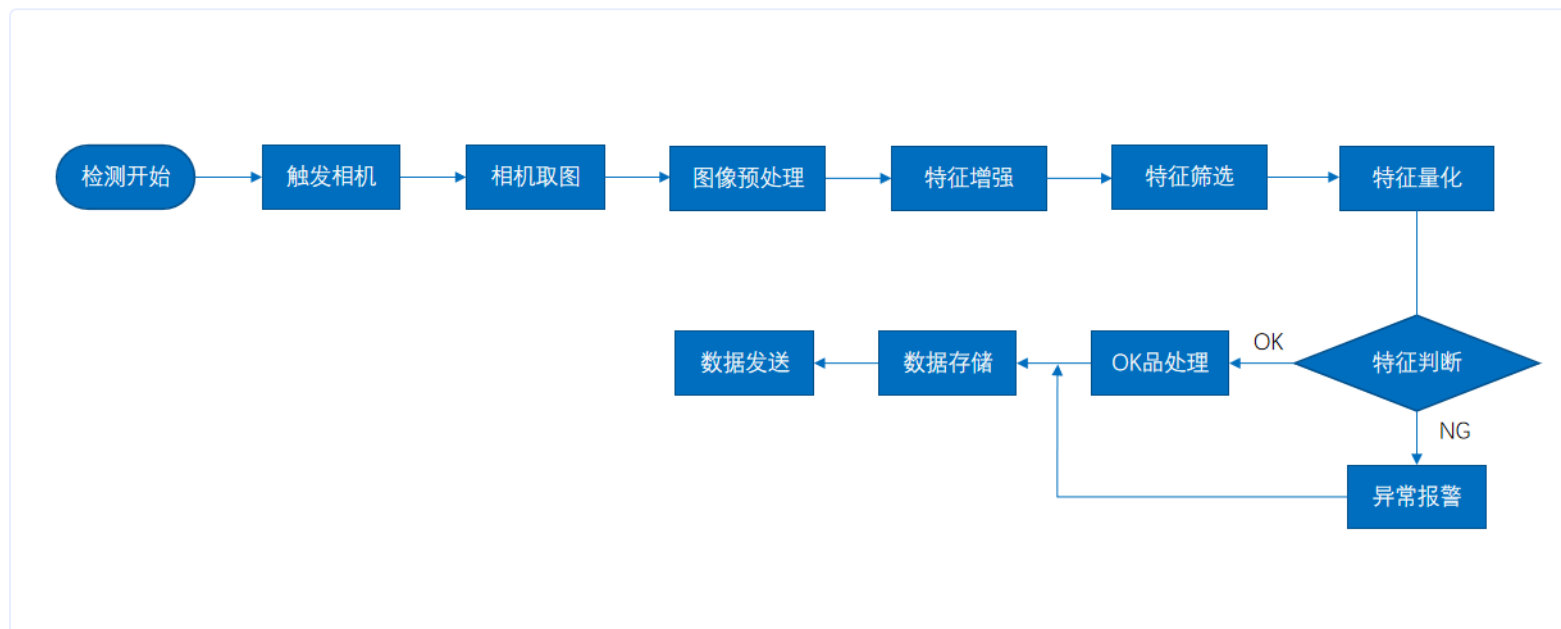 检测开始
触发相机
相机取图
图像预处理
特征增强
特征筛选
特征量化
特征判断
OK
OK品处理
数据存储
数据发送
NG
异常报警